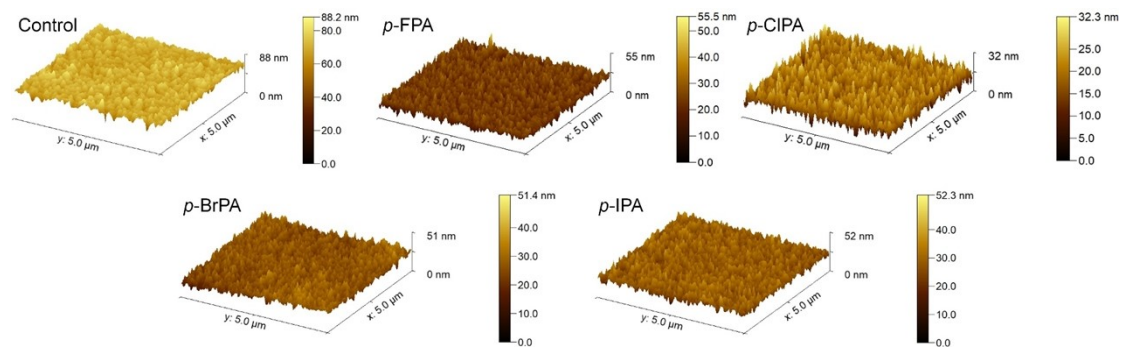 Control
88.2 nm
80.0
60.0
40.0
20.0
0.0
88 nm
0 nm
x: 5.0 µm
y: 5.0 µm
p-FPA
55.5 nm
50.0
40.0
30.0
20.0
10.0
0.0
55 nm
0 nm
x: 5.0 µm
y: 5.0 µm
p-ClPA
32.3 nm
25.0
20.0
15.0
10.0
5.0
0.0
32 nm
0 nm
x: 5.0 µm
y: 5.0 µm
p-BrPA
51.4 nm
40.0
30.0
20.0
10.0
0.0
51 nm
0 nm
x: 5.0 µm
y: 5.0 µm
p-IPA
52.3 nm
40.0
30.0
20.0
10.0
0.0
52 nm
0 nm
x: 5.0 µm
y: 5.0 µm